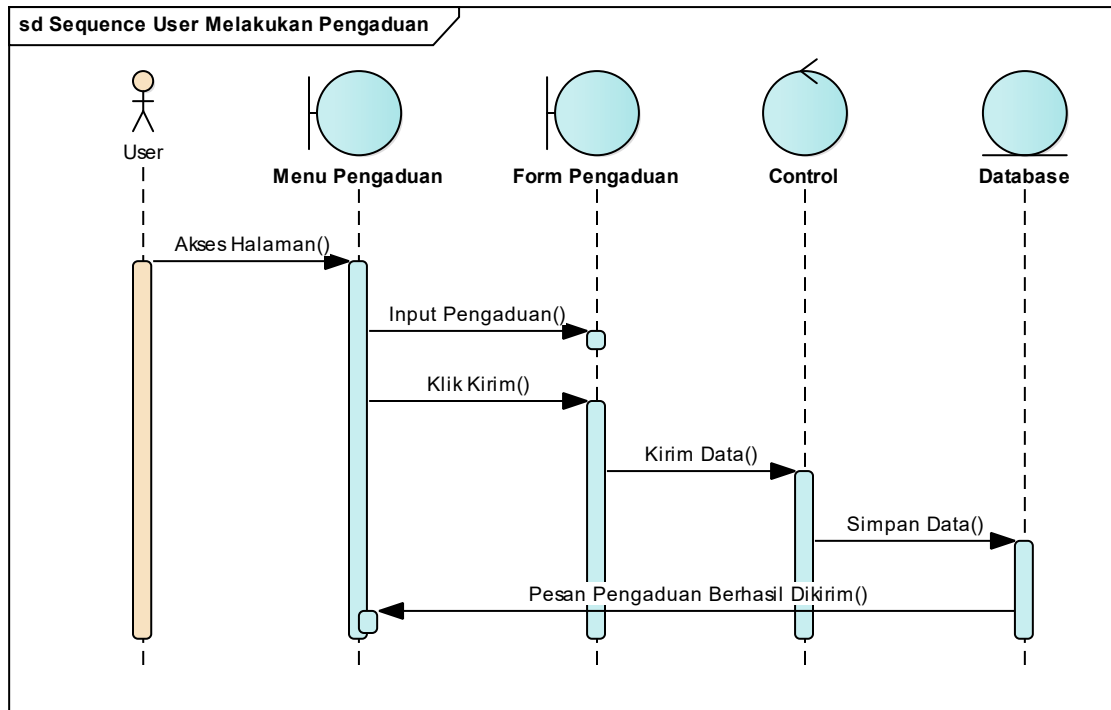 sd Sequence User Melakukan Pengaduan
User
Menu Pengaduan
Form Pengaduan
Control
Database
Akses Halaman()
Input Pengaduan()
Klik Kirim()
Kirim Data()
Simpan Data()
Pesan Pengaduan Berhasil Dikirim()